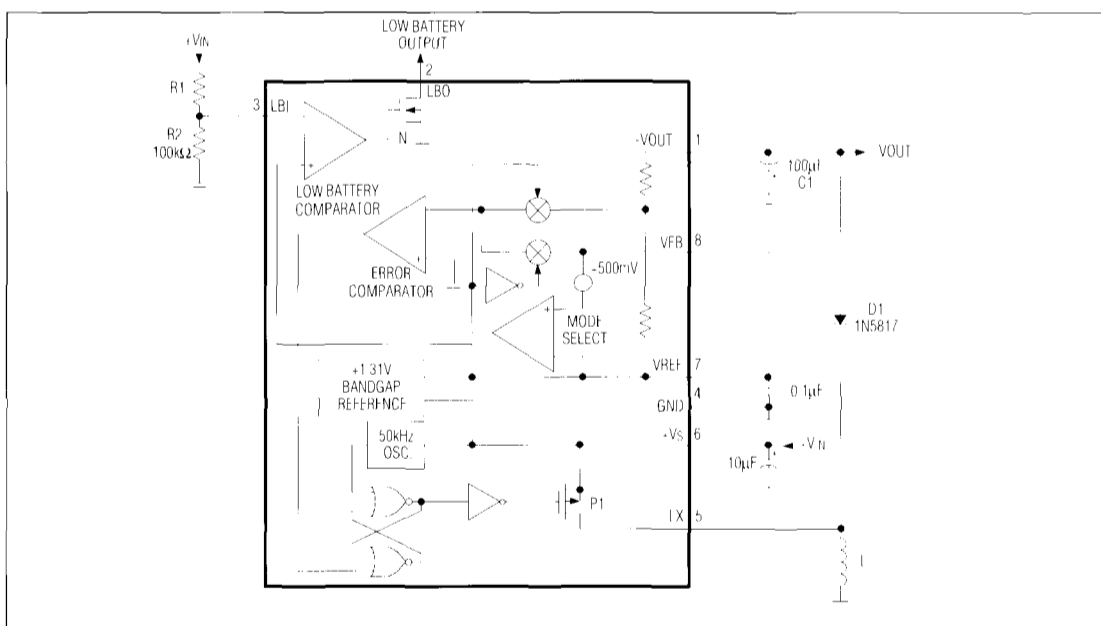 LOW BATTERY
OUTPUT
+VIN
2
LBO
R1
3
LBI
R2
100kΩ
N
-VOUT
1
VOUT
100µF
C1
+
LOW BATTERY
COMPARATOR
VFB
8
+
ERROR
COMPARATOR
~500mV
+
MODE
SELECT
D1
1N5817
+1.31V
BANDGAP
REFERENCE
VREF
7
4
GND
0.1µF
50kHz
OSC.
+VS
6
10µF
P1
5